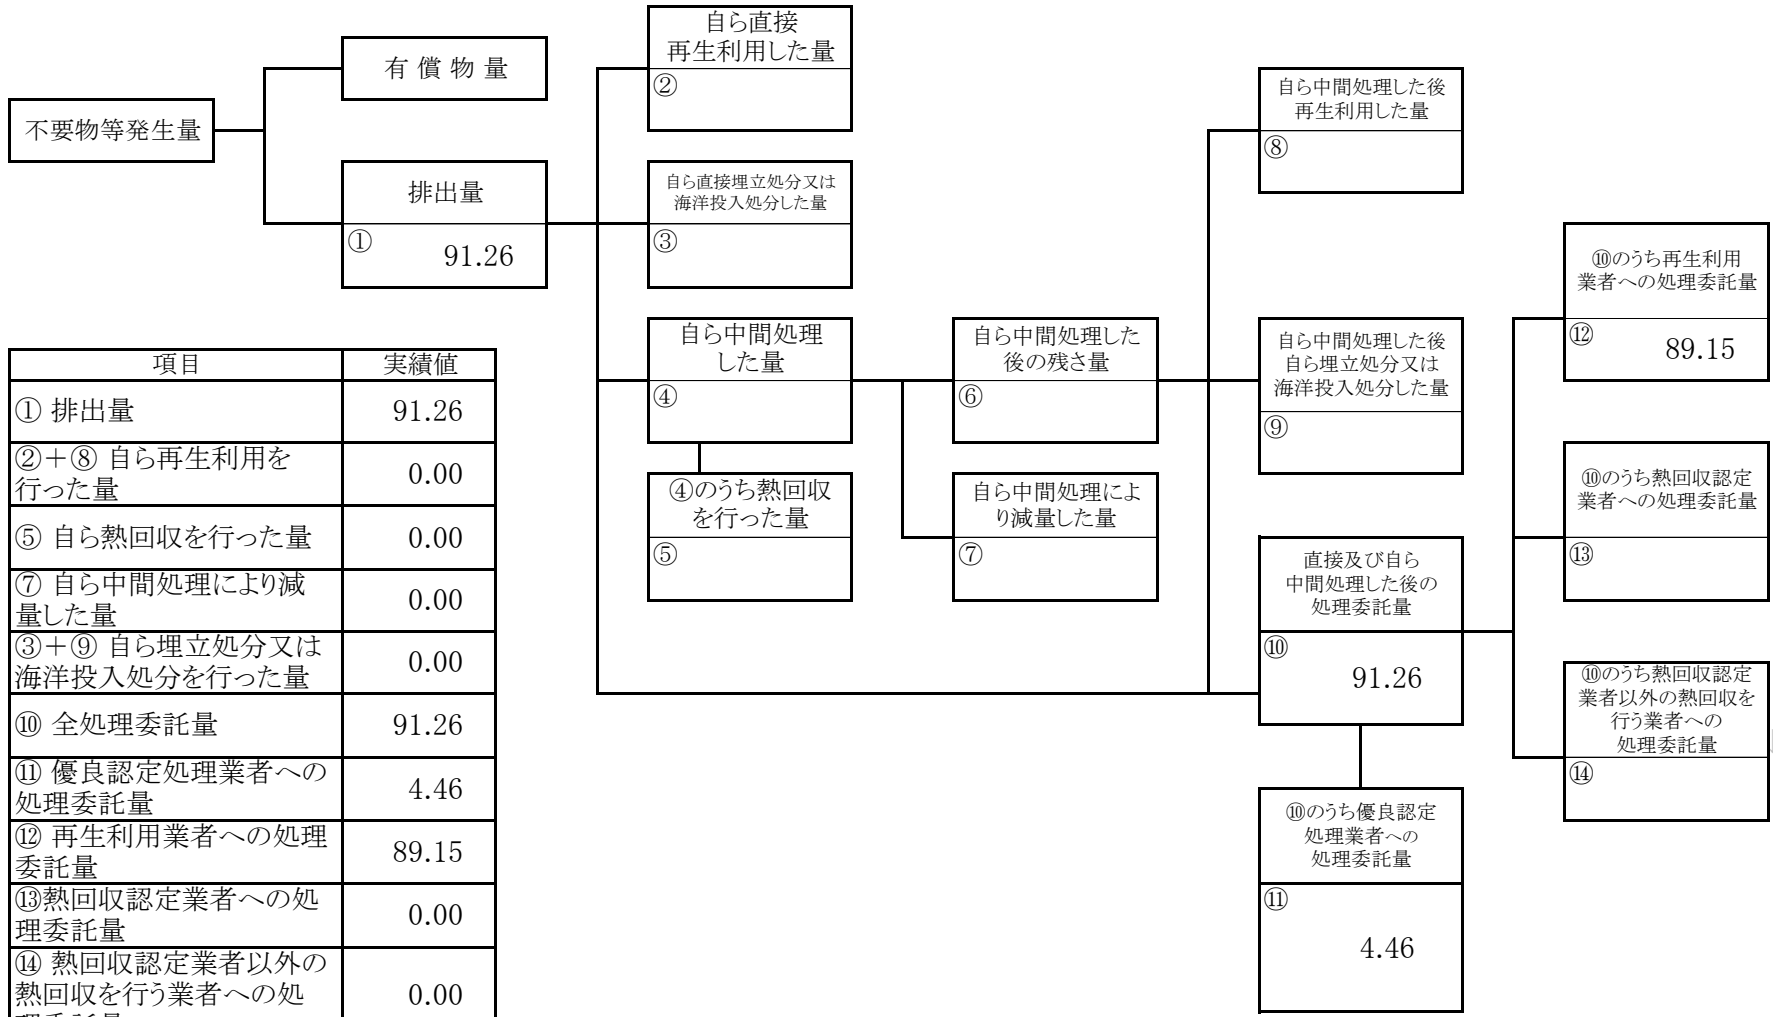 不要物等発生量
有 償 物 量
排出量
①
91.26
自ら直接
再生利用した量
②
自ら直接埋立処分又は
海洋投入処分した量
③
自ら中間処理
した量
④
④のうち熱回収
を行った量
⑤
自ら中間処理した
後の残さ量
⑥
自ら中間処理によ
り減量した量
⑦
自ら中間処理した後
再生利用した量
⑧
自ら中間処理した後
自ら埋立処分又は
海洋投入処分した量
⑨
直接及び自ら
中間処理した後の
処理委託量
⑩
91.26
⑩のうち優良認定
処理業者への
処理委託量
⑪
4.46
⑩のうち再生利用
業者への処理委託量
⑫
89.15
⑩のうち熱回収認定
業者への処理委託量
⑬
⑩のうち熱回収認定
業者以外の熱回収を
行う業者への
処理委託量
⑭
項目 実績値
① 排出量 91.26
②＋⑧ 自ら再生利用を
行った量 0.00
⑤ 自ら熱回収を行った量 0.00
⑦ 自ら中間処理により減
量した量 0.00
③＋⑨ 自ら埋立処分又は
海洋投入処分を行った量 0.00
⑩ 全処理委託量 91.26
⑪ 優良認定処理業者への
処理委託量 4.46
⑫ 再生利用業者への処理
委託量 89.15
⑬熱回収認定業者への処
理委託量 0.00
⑭ 熱回収認定業者以外の
熱回収を行う業者への処 0.00